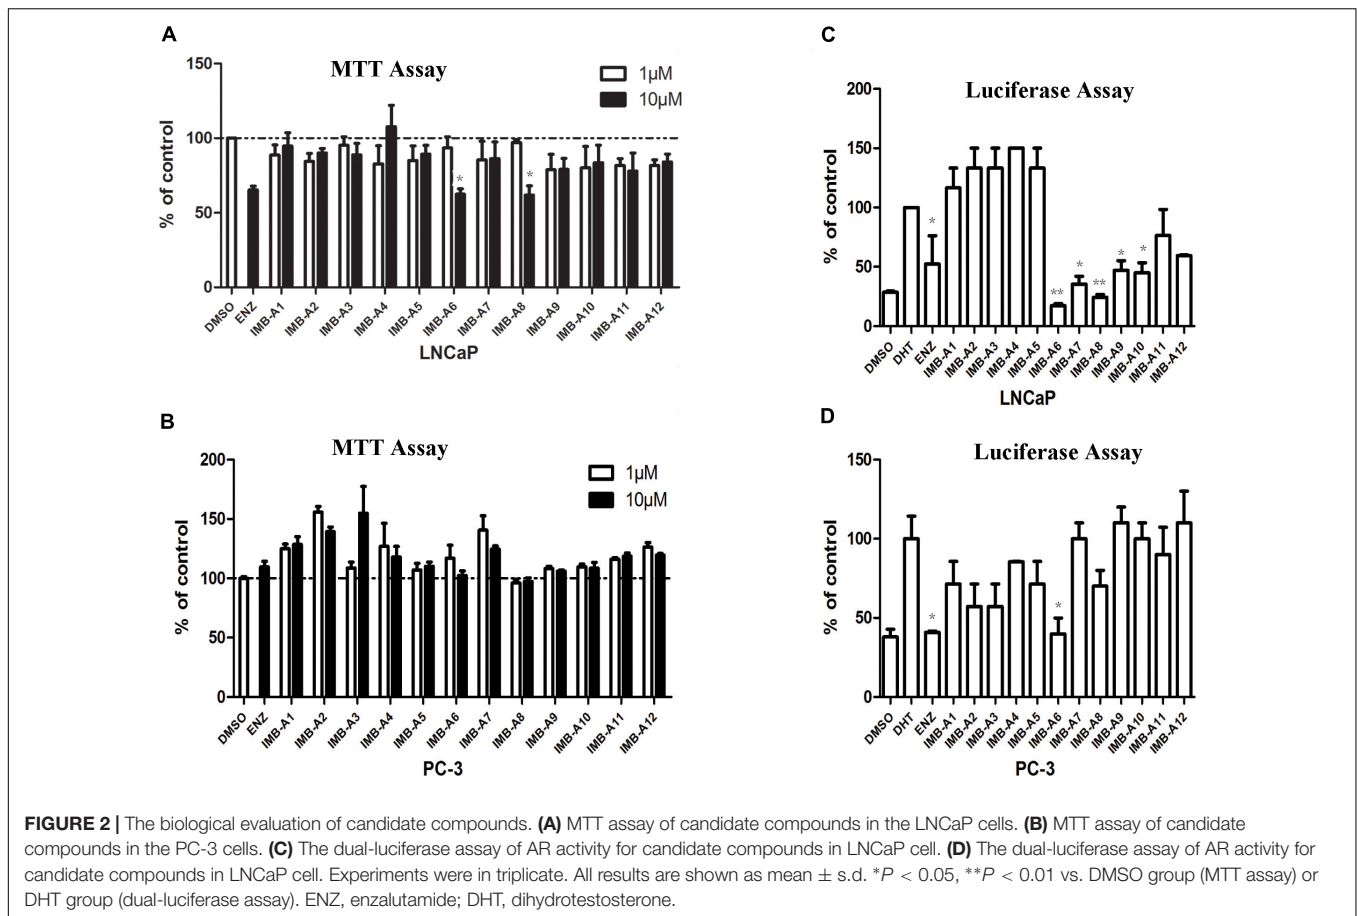 A
MTT Assay
1µM
10µM
150
100
50
0
% of control
*
*
DMSO
ENZ
IMB-A1
IMB-A2
IMB-A3
IMB-A4
IMB-A5
IMB-A6
IMB-A7
IMB-A8
IMB-A9
IMB-A10
IMB-A11
IMB-A12
LNCaP
C
Luciferase Assay
200
150
100
50
0
% of control
*
**
*
**
*
*
DMSO
DHT
ENZ
IMB-A1
IMB-A2
IMB-A3
IMB-A4
IMB-A5
IMB-A6
IMB-A7
IMB-A8
IMB-A9
IMB-A10
IMB-A11
IMB-A12
LNCaP
B
MTT Assay
1µM
10µM
200
150
100
50
0
% of control
DMSO
ENZ
IMB-A1
IMB-A2
IMB-A3
IMB-A4
IMB-A5
IMB-A6
IMB-A7
IMB-A8
IMB-A9
IMB-A10
IMB-A11
IMB-A12
PC-3
D
Luciferase Assay
150
100
50
0
% of control
*
*
DMSO
DHT
ENZ
IMB-A1
IMB-A2
IMB-A3
IMB-A4
IMB-A5
IMB-A6
IMB-A7
IMB-A8
IMB-A9
IMB-A10
IMB-A11
IMB-A12
PC-3
FIGURE 2 | The biological evaluation of candidate compounds. (A) MTT assay of candidate compounds in the LNCaP cells. (B) MTT assay of candidate
compounds in the PC-3 cells. (C) The dual-luciferase assay of AR activity for candidate compounds in LNCaP cell. (D) The dual-luciferase assay of AR activity for
candidate compounds in LNCaP cell. Experiments were in triplicate. All results are shown as mean ± s.d. *P < 0.05, **P < 0.01 vs. DMSO group (MTT assay) or
DHT group (dual-luciferase assay). ENZ, enzalutamide; DHT, dihydrotestosterone.